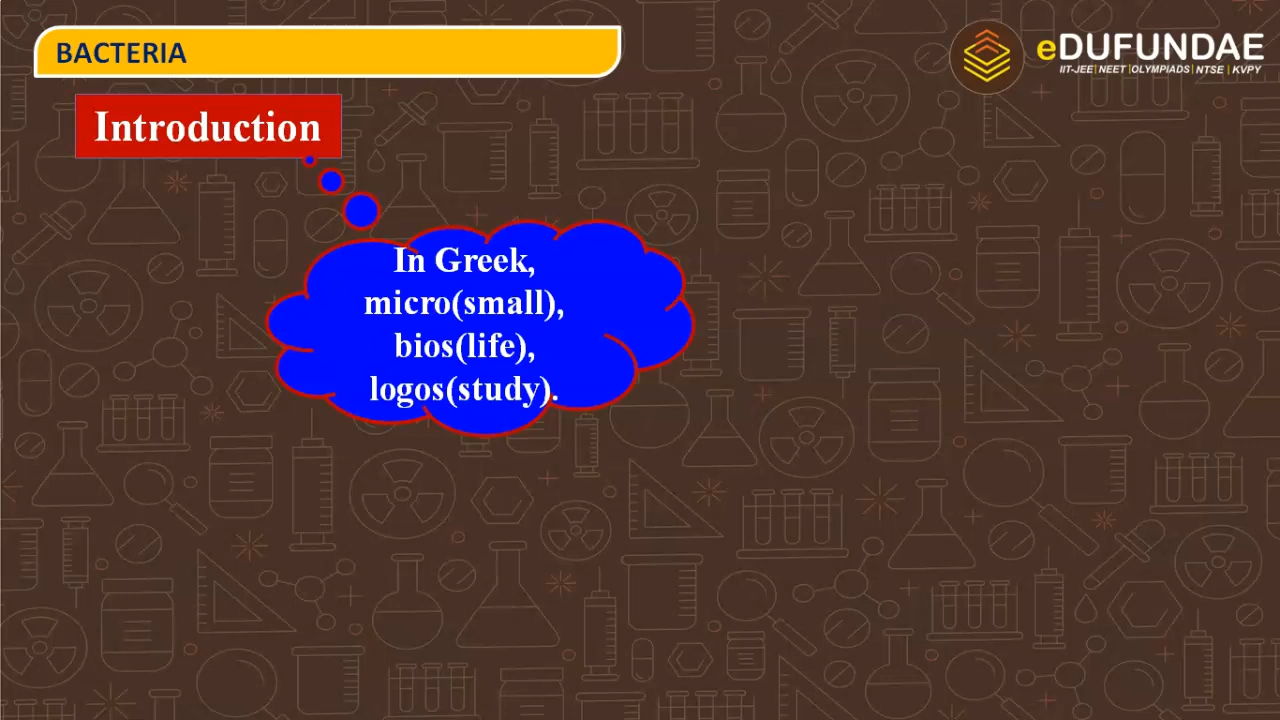 BACTERIA
eDUFUNDAE
IIT-JEE| NEET |OLYMPIADS| NTSE | KVPY
Introduction
In Greek,
micro(small),
bios(life),
logos(study).